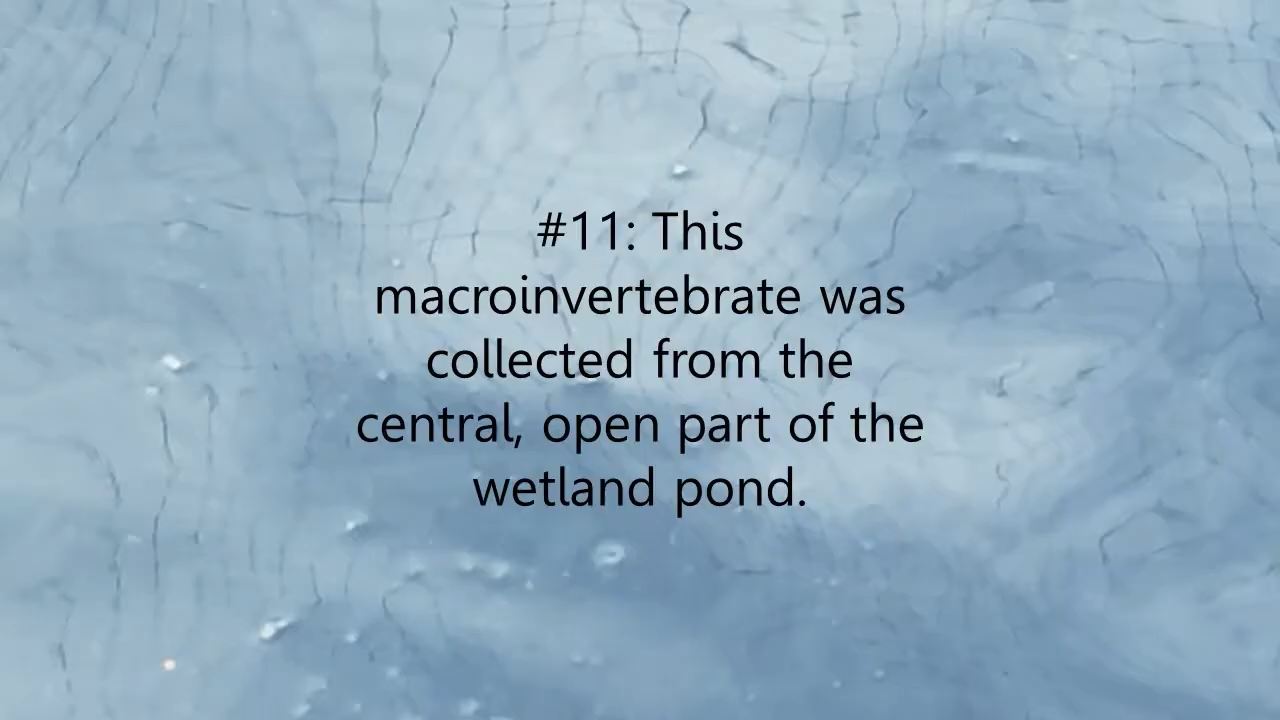 #11: This
macroinvertebrate was
collected from the
central, open part of the
wetland pond.